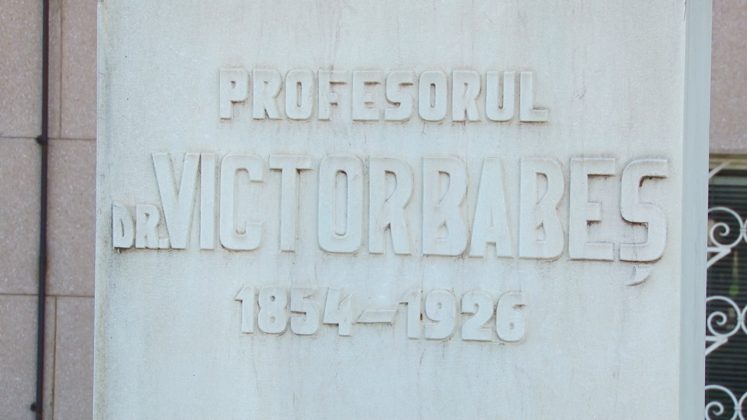 PROFESORUL
DR. VICTOR BABEȘ
1854-1926